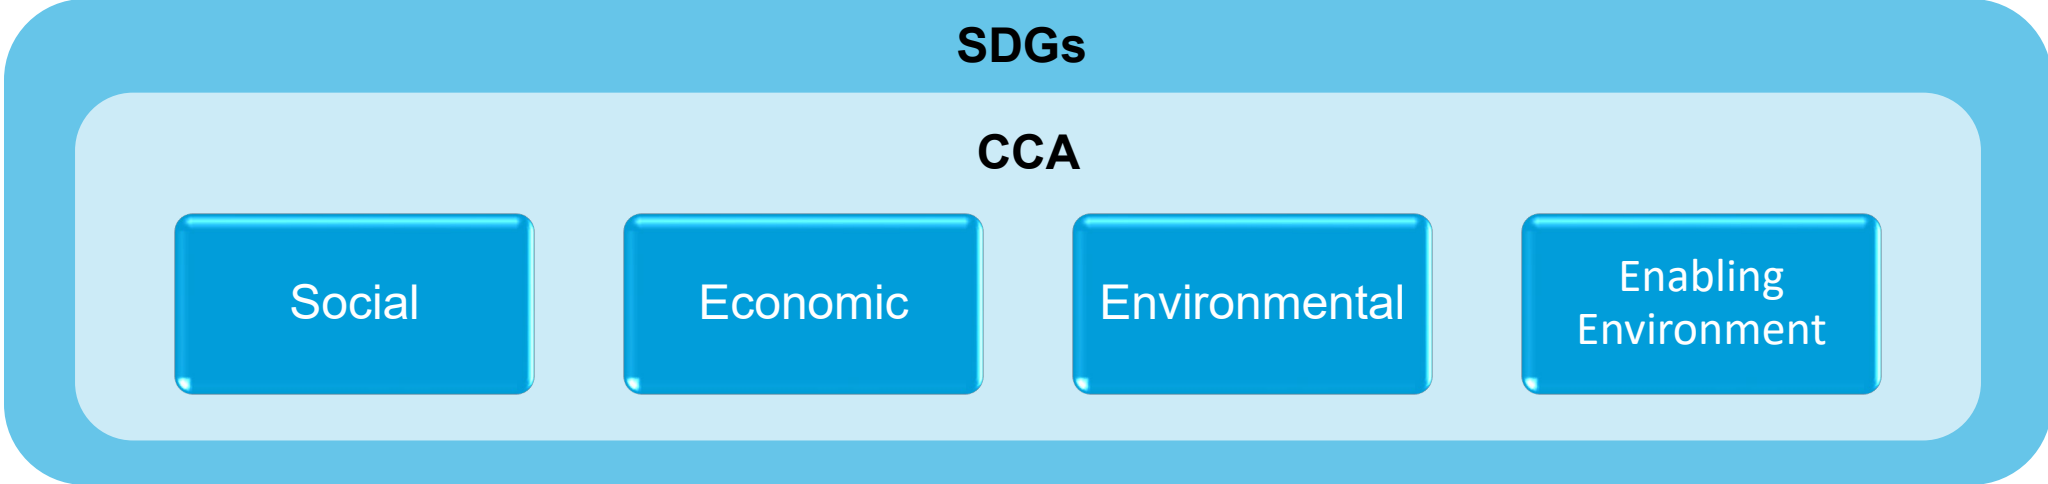 SDGs
CCA
Social
Economic
Environmental
Enabling
Environment